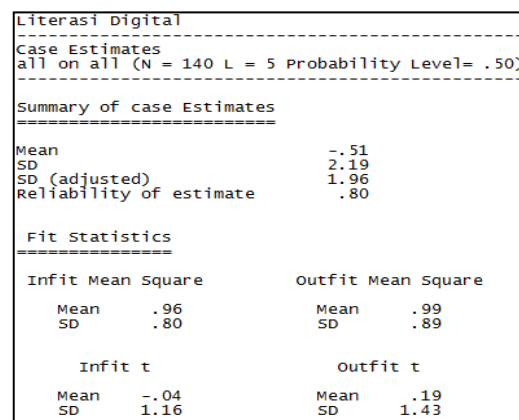 Literasi Digital
--------------------------------------------------
Case Estimates
all on all (N = 140 L = 5 Probability Level= .50)
--------------------------------------------------
Summary of case Estimates
=========================
Mean -.51
SD 2.19
SD (adjusted) 1.96
Reliability of estimate .80
Fit Statistics
===============
Infit Mean Square Outfit Mean Square
Mean .96 Mean .99
SD .80 SD .89
Infit t Outfit t
Mean -.04 Mean .19
SD 1.16 SD 1.43